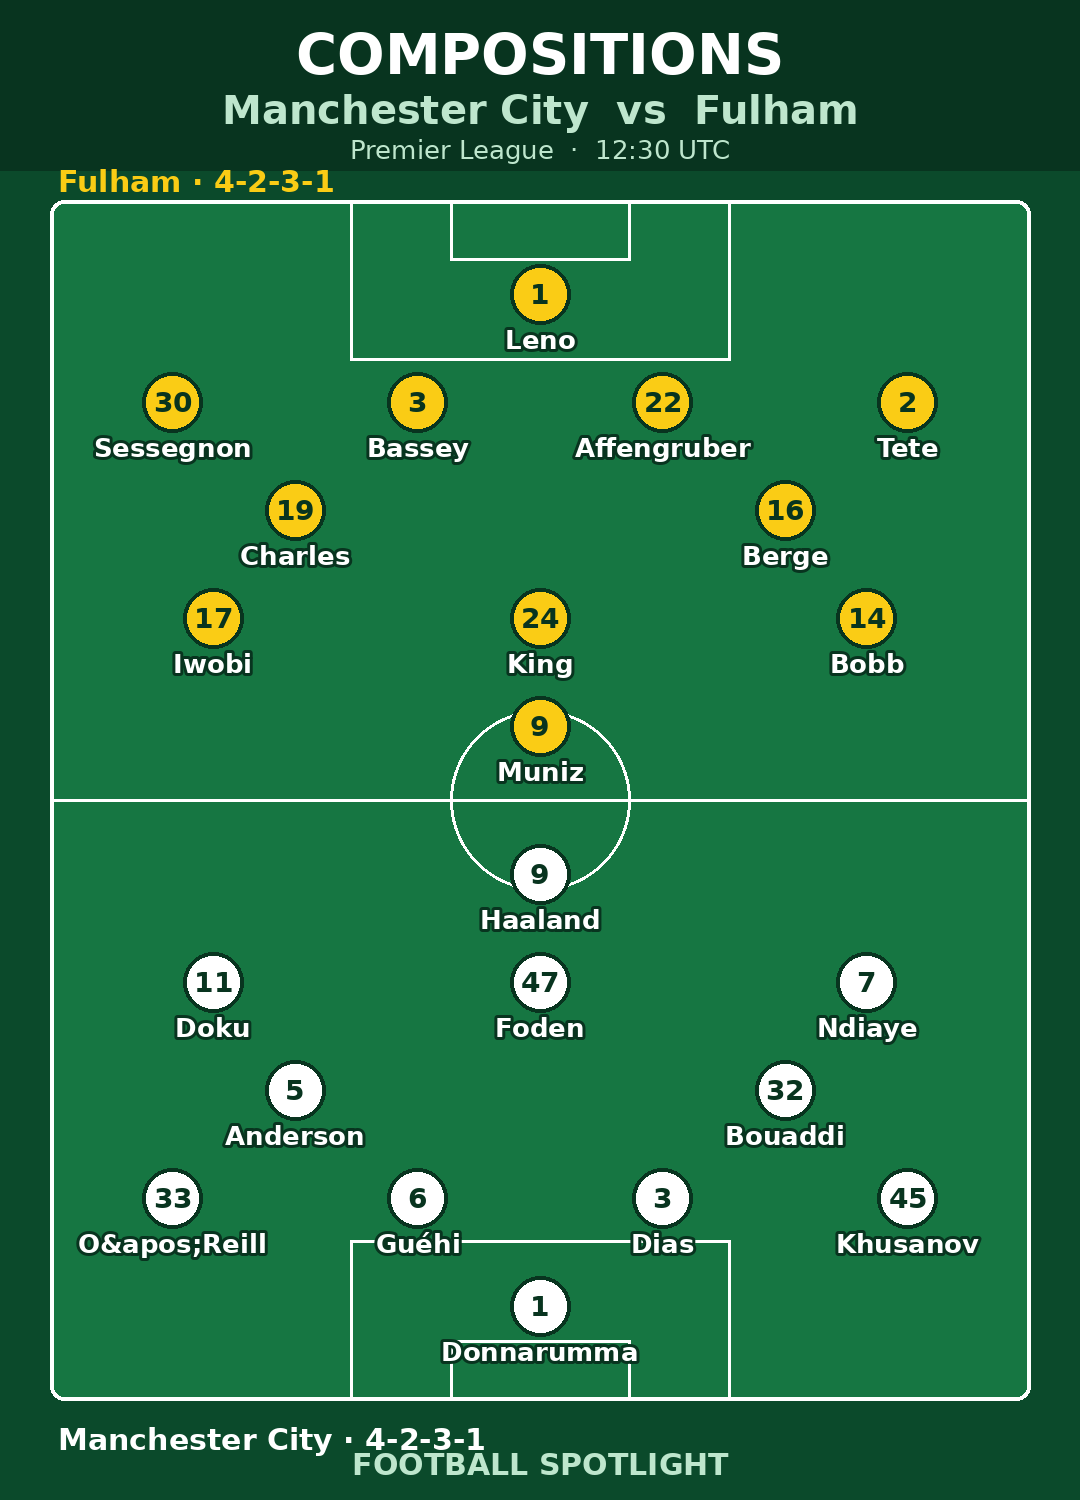 COMPOSITIONS
Manchester City vs Fulham
Premier League · 12:30 UTC
Fulham · 4-2-3-1
1
Leno
30 3 22 2
Sessegnon Bassey Affengruber Tete
19 16
Charles Berge
17 24 14
Iwobi King Bobb
9
Muniz
9
Haaland
11 47 7
Doku Foden Ndiaye
5 32
Anderson Bouaddi
33 6 3 45
O&apos;Reill Guéhi Dias Khusanov
1
Donnarumma
Manchester City · 4-2-3-1
FOOTBALL SPOTLIGHT